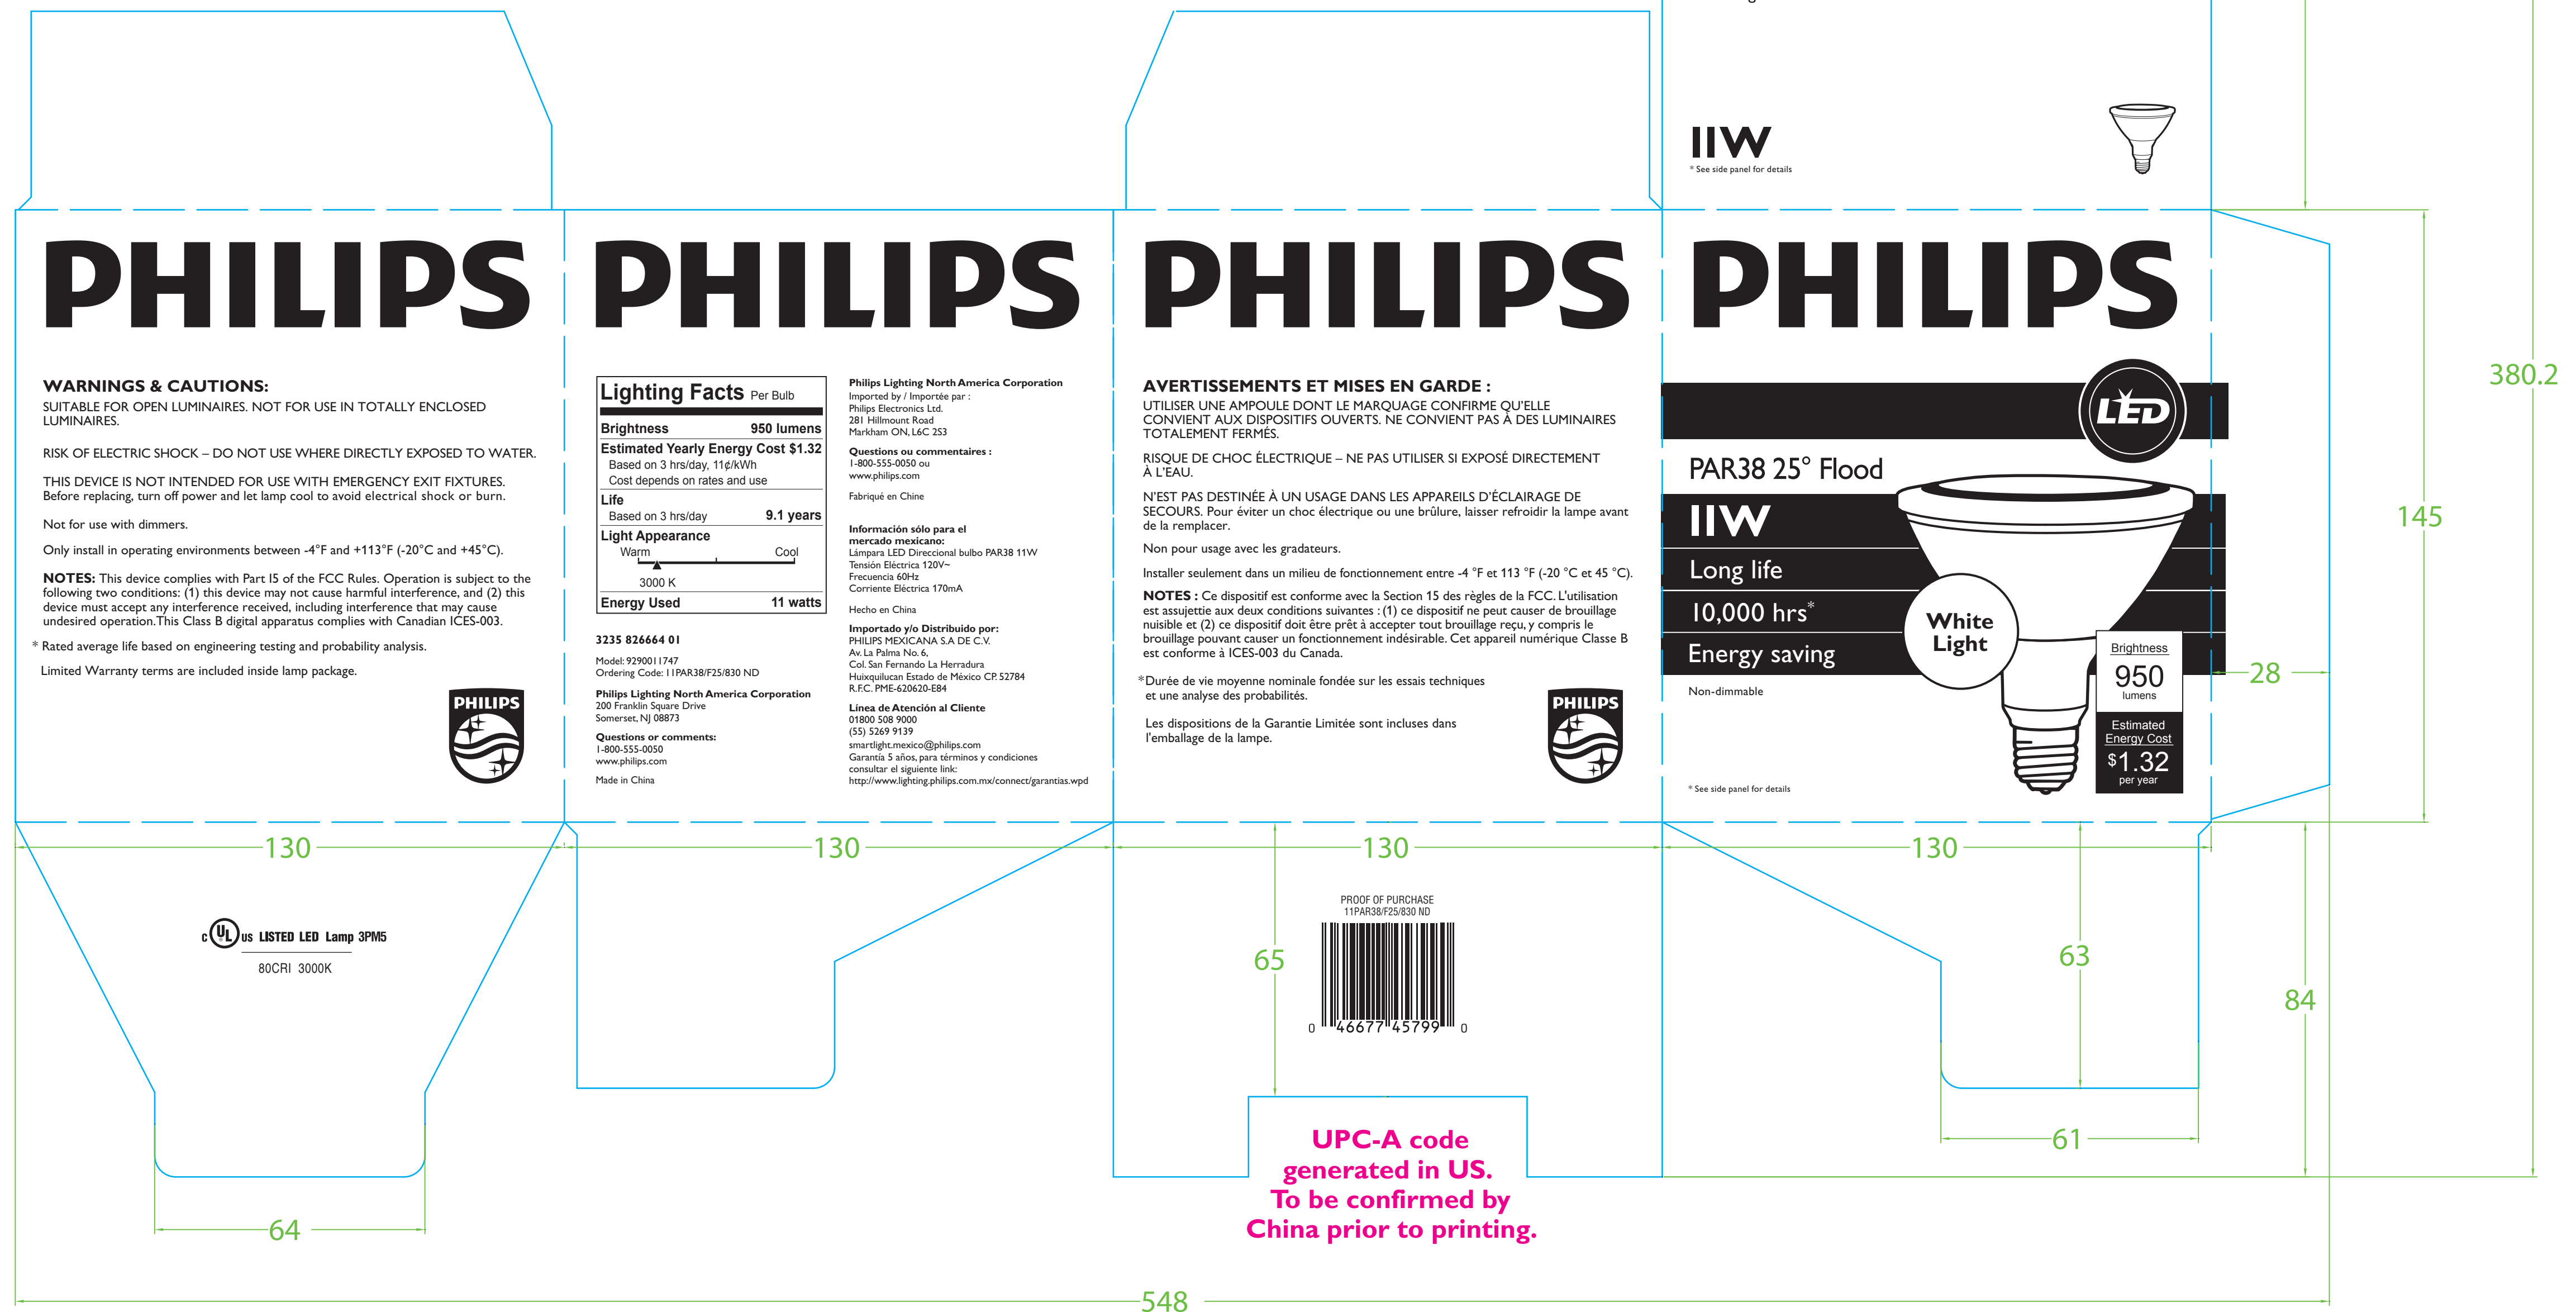 IIW
* See side panel for details
PHILIPS
WARNINGS & CAUTIONS:
SUITABLE FOR OPEN LUMINAIRES. NOT FOR USE IN TOTALLY ENCLOSED
LUMINAIRES.
RISK OF ELECTRIC SHOCK – DO NOT USE WHERE DIRECTLY EXPOSED TO WATER.
THIS DEVICE IS NOT INTENDED FOR USE WITH EMERGENCY EXIT FIXTURES.
Before replacing, turn off power and let lamp cool to avoid electrical shock or burn.
Not for use with dimmers.
Only install in operating environments between -4°F and +113°F (-20°C and +45°C).
NOTES: This device complies with Part I5 of the FCC Rules. Operation is subject to the
following two conditions: (1) this device may not cause harmful interference, and (2) this
device must accept any interference received, including interference that may cause
undesired operation.This Class B digital apparatus complies with Canadian ICES-003.
* Rated average life based on engineering testing and probability analysis.
Limited Warranty terms are included inside lamp package.
PHILIPS
PHILIPS
Lighting Facts Per Bulb
Brightness 950 lumens
Estimated Yearly Energy Cost $1.32
Based on 3 hrs/day, 11¢/kWh
Cost depends on rates and use
Life
Based on 3 hrs/day 9.1 years
Light Appearance
Warm Cool
3000 K
Energy Used 11 watts
3235 826664 01
Model: 9290011747
Ordering Code: 11PAR38/F25/830 ND
Philips Lighting North America Corporation
200 Franklin Square Drive
Somerset, NJ 08873
Questions or comments:
1-800-555-0050
www.philips.com
Made in China
Philips Lighting North America Corporation
Imported by / Importée par :
Philips Electronics Ltd.
281 Hillmount Road
Markham ON, L6C 2S3
Questions ou commentaires :
1-800-555-0050 ou
www.philips.com
Fabriqué en Chine
Información sólo para el
mercado mexicano:
Lámpara LED Direccional bulbo PAR38 11W
Tensión Eléctrica 120V~
Frecuencia 60Hz
Corriente Eléctrica 170mA
Hecho en China
Importado y/o Distribuido por:
PHILIPS MEXICANA S.A DE C.V.
Av. La Palma No. 6,
Col. San Fernando La Herradura
Huixquilucan Estado de México CP. 52784
R.F.C. PME-620620-E84
Línea de Atención al Cliente
01800 508 9000
(55) 5269 9139
smartlight.mexico@philips.com
Garantía 5 años, para términos y condiciones
consultar el siguiente link:
http://www.lighting.philips.com.mx/connect/garantias.wpd
PHILIPS
AVERTISSEMENTS ET MISES EN GARDE :
UTILISER UNE AMPOULE DONT LE MARQUAGE CONFIRME QU'ELLE
CONVIENT AUX DISPOSITIFS OUVERTS. NE CONVIENT PAS À DES LUMINAIRES
TOTALEMENT FERMÉS.
RISQUE DE CHOC ÉLECTRIQUE – NE PAS UTILISER SI EXPOSÉ DIRECTEMENT
À L'EAU.
N'EST PAS DESTINÉE À UN USAGE DANS LES APPAREILS D'ÉCLAIRAGE DE
SECOURS. Pour éviter un choc électrique ou une brûlure, laisser refroidir la lampe avant
de la remplacer.
Non pour usage avec les gradateurs.
Installer seulement dans un milieu de fonctionnement entre -4 °F et 113 °F (-20 °C et 45 °C).
NOTES : Ce dispositif est conforme avec la Section 15 des règles de la FCC. L'utilisation
est assujettie aux deux conditions suivantes : (1) ce dispositif ne peut causer de brouillage
nuisible et (2) ce dispositif doit être prêt à accepter tout brouillage reçu, y compris le
brouillage pouvant causer un fonctionnement indésirable. Cet appareil numérique Classe B
est conforme à ICES-003 du Canada.
*Durée de vie moyenne nominale fondée sur les essais techniques
et une analyse des probabilités.
Les dispositions de la Garantie Limitée sont incluses dans
l'emballage de la lampe.
PHILIPS
PHILIPS
LED
PAR38 25° Flood
IIW
Long life
10,000 hrs*
Energy saving
Non-dimmable
* See side panel for details
White
Light
Brightness
950
lumens
Estimated
Energy Cost
$1.32
per year
380.2
145
28
130
130
130
130
c UL us LISTED LED Lamp 3PM5
80CRI 3000K
65
PROOF OF PURCHASE
11PAR38/F25/830 ND
0 46677 45799 0
63
84
61
64
UPC-A code
generated in US.
To be confirmed by
China prior to printing.
548